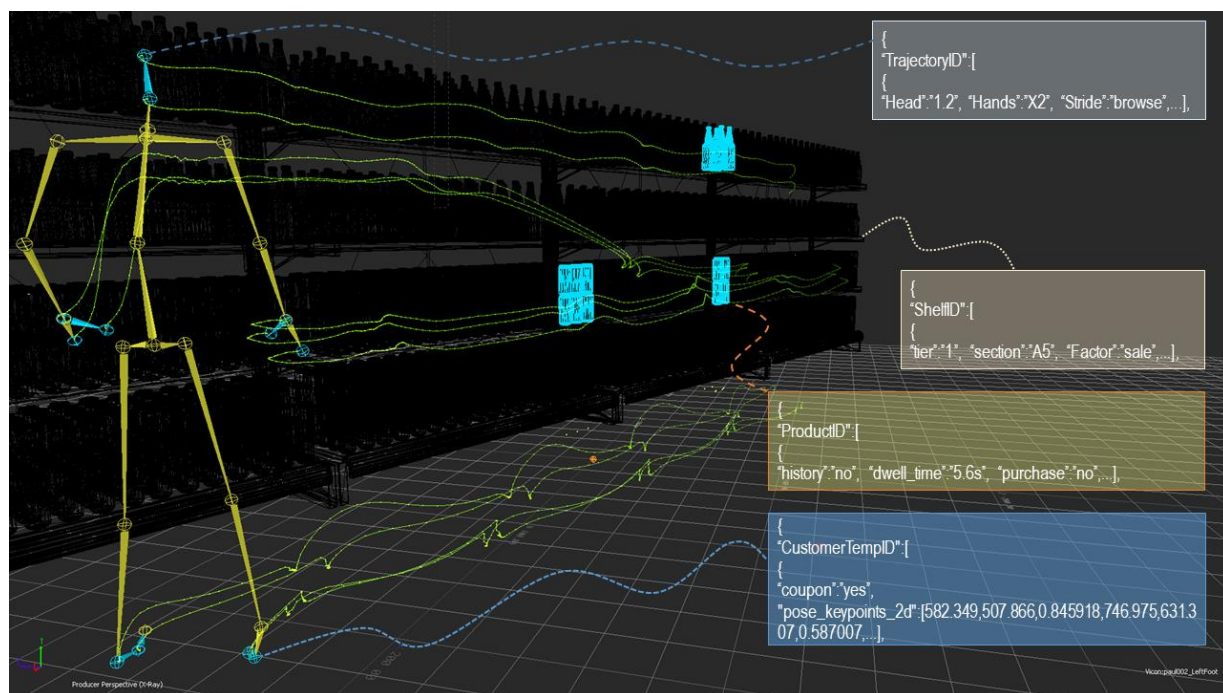 {
“TrajectoryID":[
{
“Head”:”1.2”, “Hands”:”X2”, “Stride”:”browse”,...],
{
“ShelfID":[
{
“tier”:”1”, “section”:”A5”, “Factor”:”sale”,...],
{
“ProductID":[
{
“history”:”no”, “dwell_time”:”5.6s”, “purchase”:”no”,...],
{
“CustomerTempID":[
{
“coupon”:”yes”,
"pose_keypoints_2d":[582.349,507.866,0.845918,746.975,631.3
07,0.587007,...],
Producer Perspective (X-Ray)
Vicon:paul002_LeftFoot